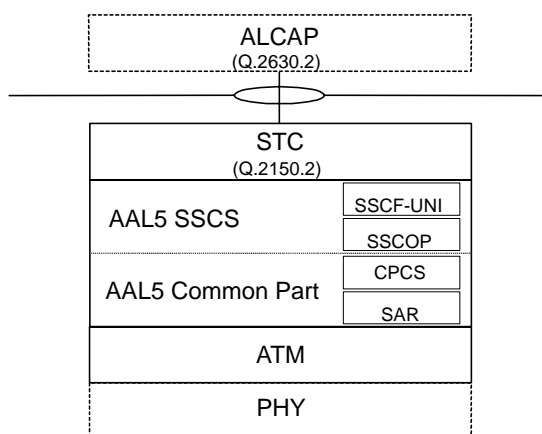 ALCAP
(Q.2630.2)
STC
(Q.2150.2)
AAL5 SSCS
SSCF-UNI
SSCOP
AAL5 Common Part
CPCS
SAR
ATM
PHY